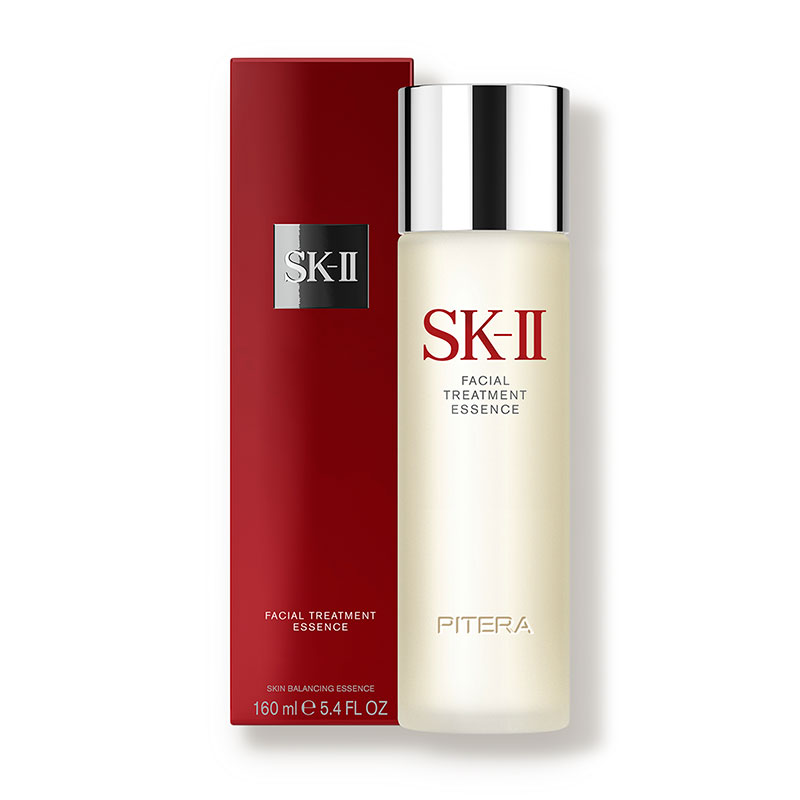 SK-II
FACIAL TREATMENT
ESSENCE
SKIN BALANCING ESSENCE
160 ml ℮ 5.4 FL OZ
SK-II
FACIAL
TREATMENT
ESSENCE
PITERA